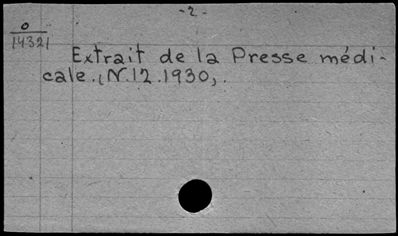 -2-
0
14321
Extrait de la Presse médi-
cale. (N.12.1930).